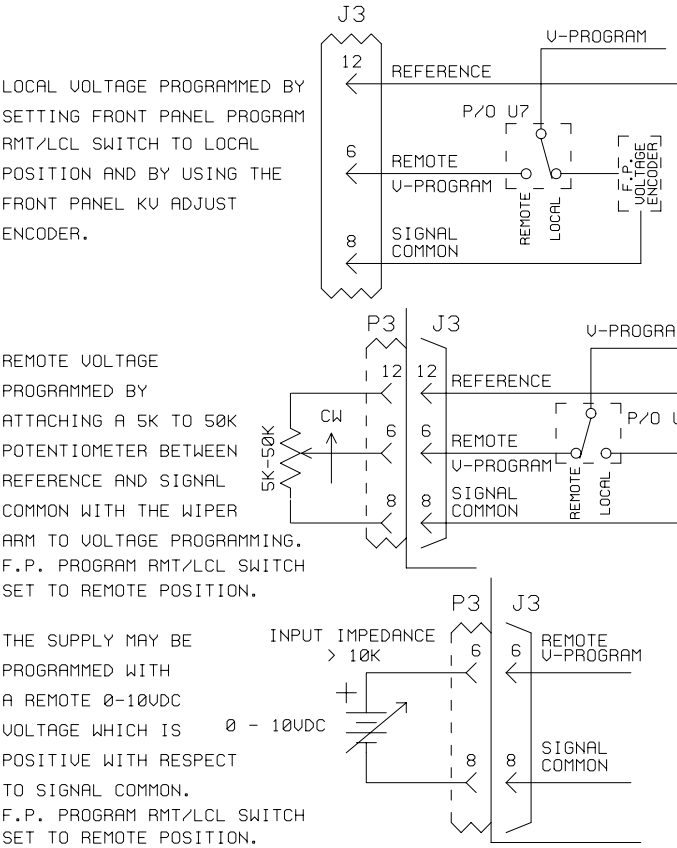 J3
V-PROGRAM
12
REFERENCE
LOCAL VOLTAGE PROGRAMMED BY
SETTING FRONT PANEL PROGRAM
RMT/LCL SWITCH TO LOCAL
POSITION AND BY USING THE
FRONT PANEL KV ADJUST
ENCODER.
P/O U7
6
REMOTE
V-PROGRAM
REMOTE
LOCAL
F.P.
VOLTAGE
ENCODER
8
SIGNAL
COMMON
P3
J3
V-PROGRA
REMOTE VOLTAGE
PROGRAMMED BY
ATTACHING A 5K TO 50K
POTENTIOMETER BETWEEN
REFERENCE AND SIGNAL
COMMON WITH THE WIPER
ARM TO VOLTAGE PROGRAMMING.
F.P. PROGRAM RMT/LCL SWITCH
SET TO REMOTE POSITION.
12
12
REFERENCE
CW
5K-50K
6
6
REMOTE
V-PROGRAM
P/O U
REMOTE
LOCAL
8
8
SIGNAL
COMMON
P3
J3
THE SUPPLY MAY BE
PROGRAMMED WITH
A REMOTE 0-10VDC
VOLTAGE WHICH IS
POSITIVE WITH RESPECT
TO SIGNAL COMMON.
F.P. PROGRAM RMT/LCL SWITCH
SET TO REMOTE POSITION.
INPUT IMPEDANCE
> 10K
+
0 - 10VDC
6
6
REMOTE
V-PROGRAM
8
8
SIGNAL
COMMON